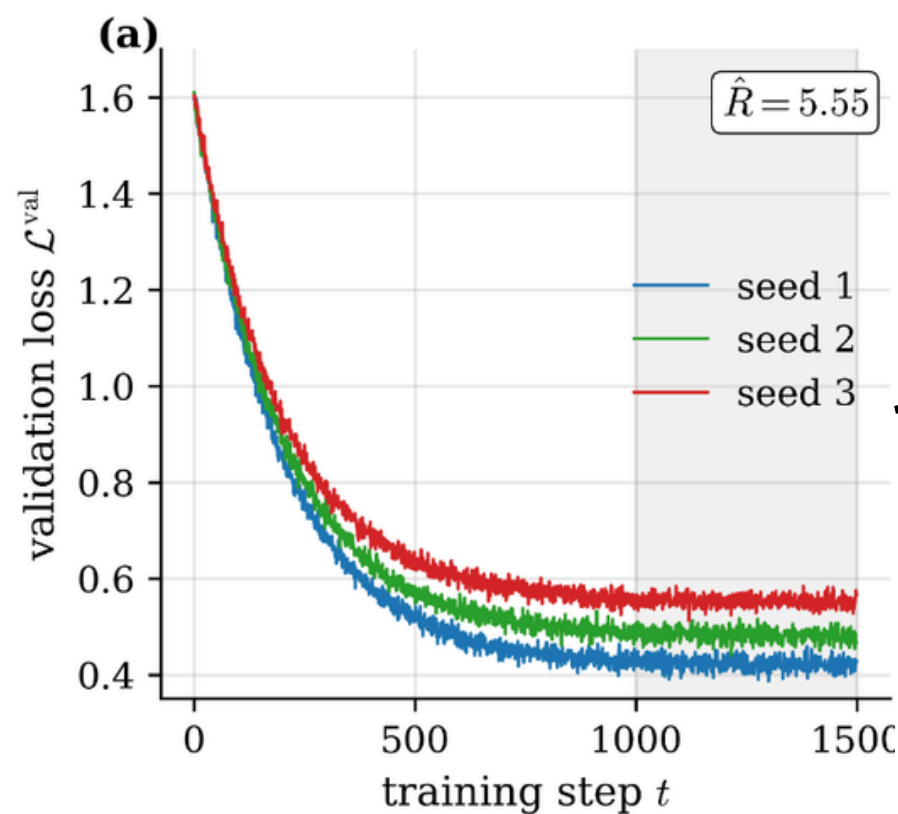 (a)
R̂ = 5.55
1.6
1.4
1.2
1.0
0.8
0.6
0.4
validation loss ℒ^val
seed 1
seed 2
seed 3
0
500
1000
1500
training step t